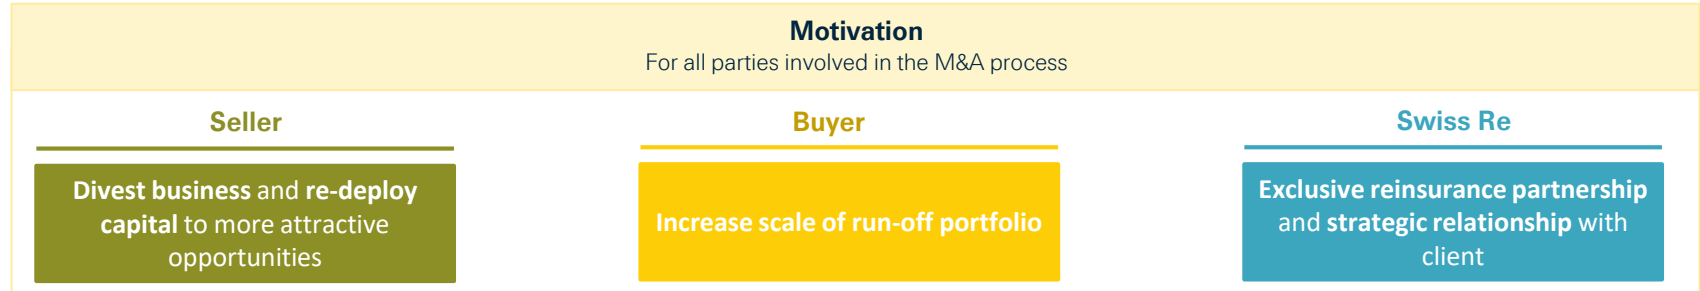 Motivation
For all parties involved in the M&A process
Seller
Divest business and re-deploy
capital to more attractive
opportunities
Buyer
Increase scale of run-off portfolio
Swiss Re
Exclusive reinsurance partnership
and strategic relationship with
client